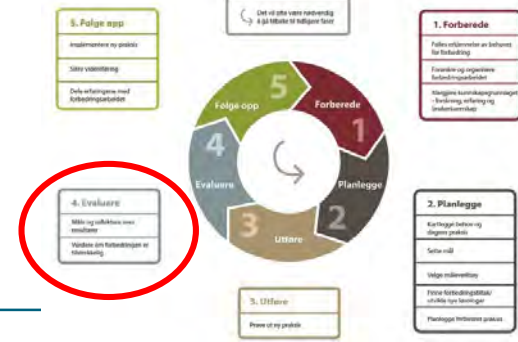 5. Følge opp
Implementere ny praksis
Sikre videreføring
Dele erfaringene med
forbedringsarbeidet
Det vil ofte være nødvendig
å gå tilbake til tidligere faser
1. Forberede
Felles erkjennelse av behovet
for forbedring
Forankre og organisere
forbedringsarbeidet
Klargjøre kunnskapsgrunnlaget
- forskning, erfaring og
brukerkunnskap
5
Følge opp
Forberede
1
4
Evaluere
Planlegge
2
3
Utføre
4. Evaluere
Måle og reflektere over
resultater
Vurdere om forbedringen er
tilstrekkelig
2. Planlegge
Kartlegge behov og
dagens praksis
Sette mål
Velge måleverktøy
Finne forbedringstiltak/
utvikle nye løsninger
Planlegge forbedret praksis
3. Utføre
Prøve ut ny praksis